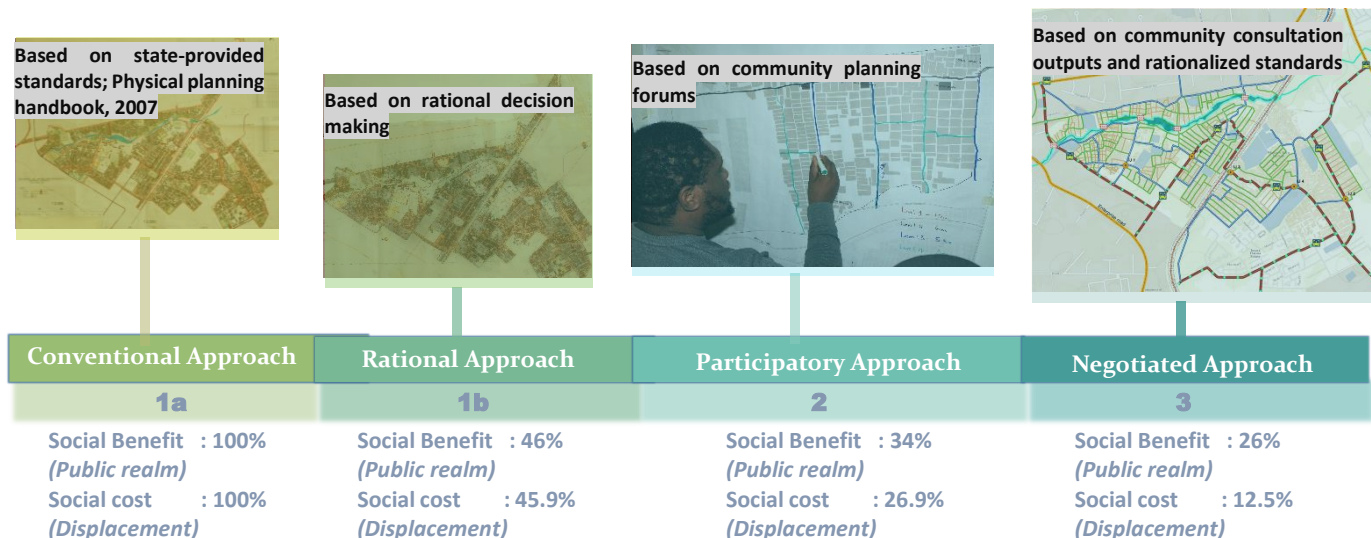 Based on state-provided
standards; Physical planning
handbook, 2007
Based on rational decision
making
Based on community planning
forums
Based on community consultation
outputs and rationalized standards
Conventional Approach
Rational Approach
Participatory Approach
Negotiated Approach
1a
1b
2
3
Social Benefit : 100%
(Public realm)
Social cost : 100%
(Displacement)
Social Benefit : 46%
(Public realm)
Social cost : 45.9%
(Displacement)
Social Benefit : 34%
(Public realm)
Social cost : 26.9%
(Displacement)
Social Benefit : 26%
(Public realm)
Social cost : 12.5%
(Displacement)